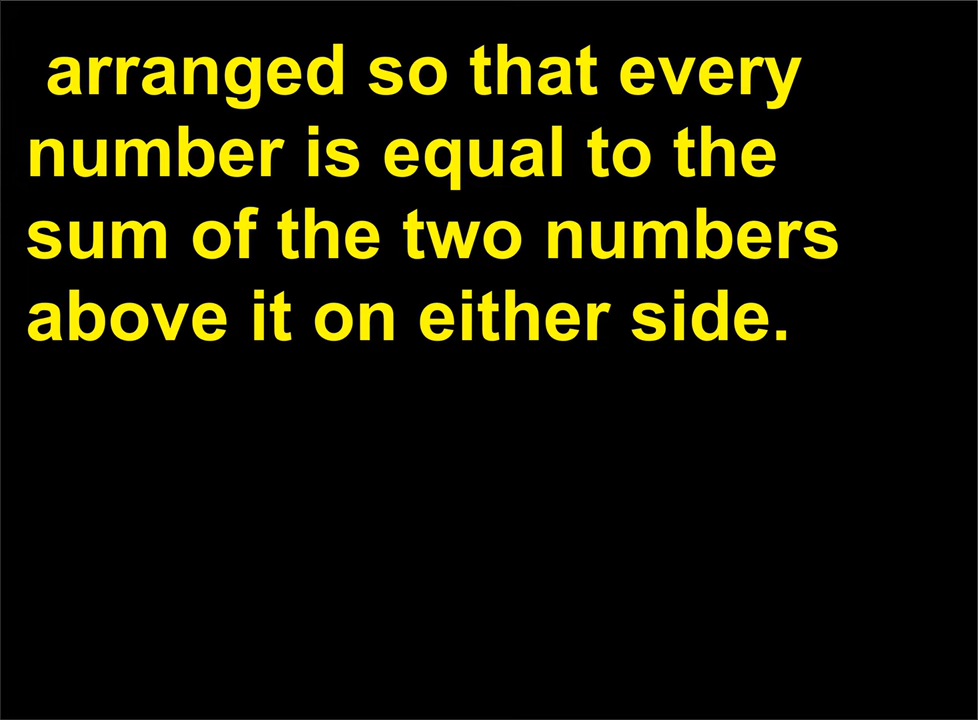 arranged so that every
number is equal to the
sum of the two numbers
above it on either side.